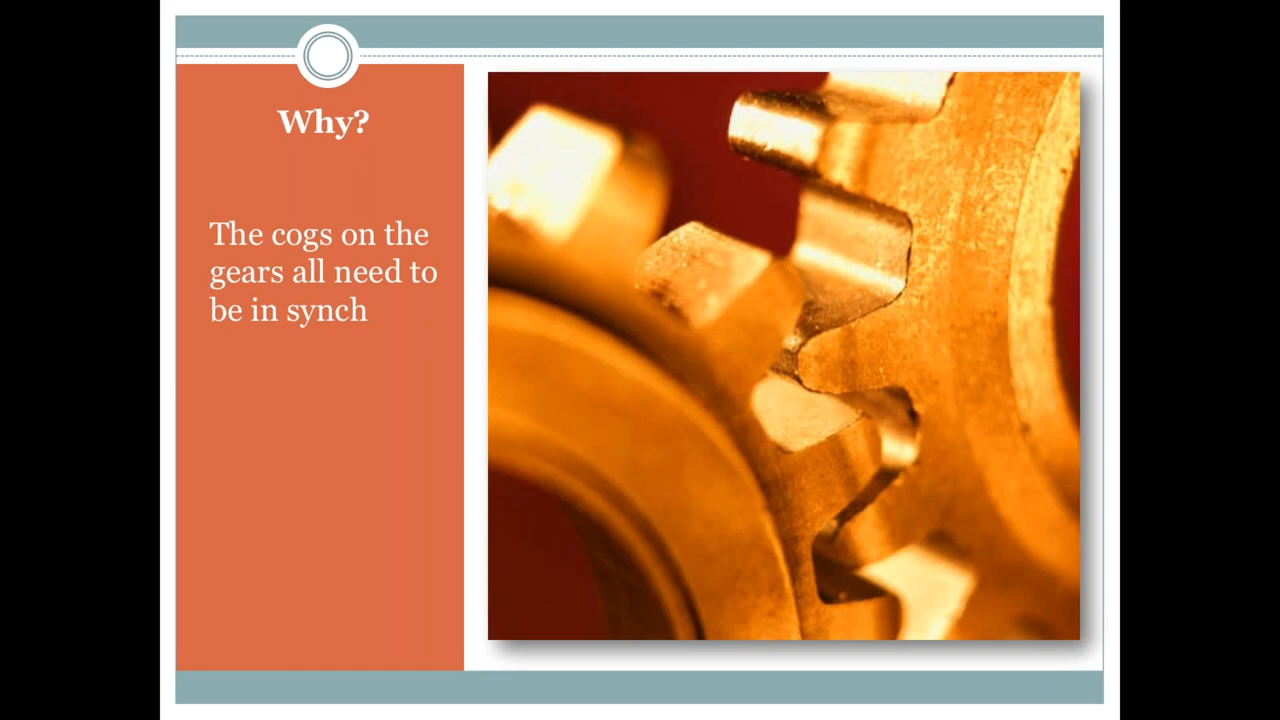 Why?
The cogs on the
gears all need to
be in synch